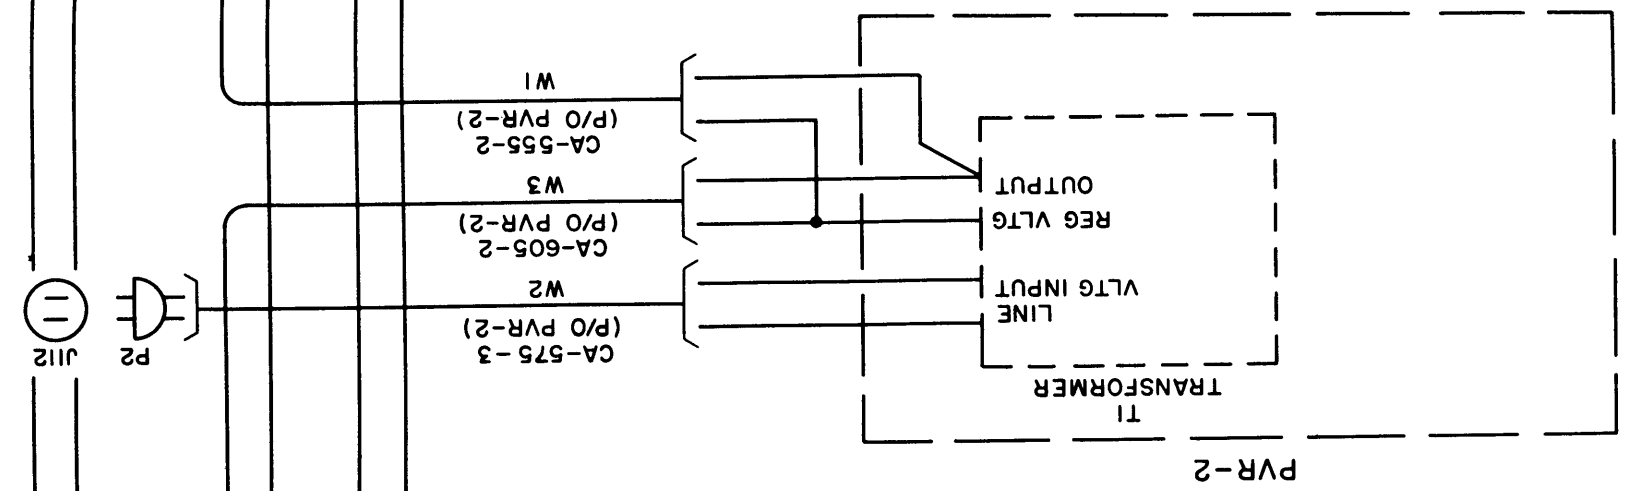 PVR-2
T1
TRANSFORMER
LINE
VLTG INPUT
REG VLTG
OUTPUT
CA-575-3
(P/O PVR-2)
W2
CA-605-2
(P/O PVR-2)
W3
CA-555-2
(P/O PVR-2)
W1
P2
J112